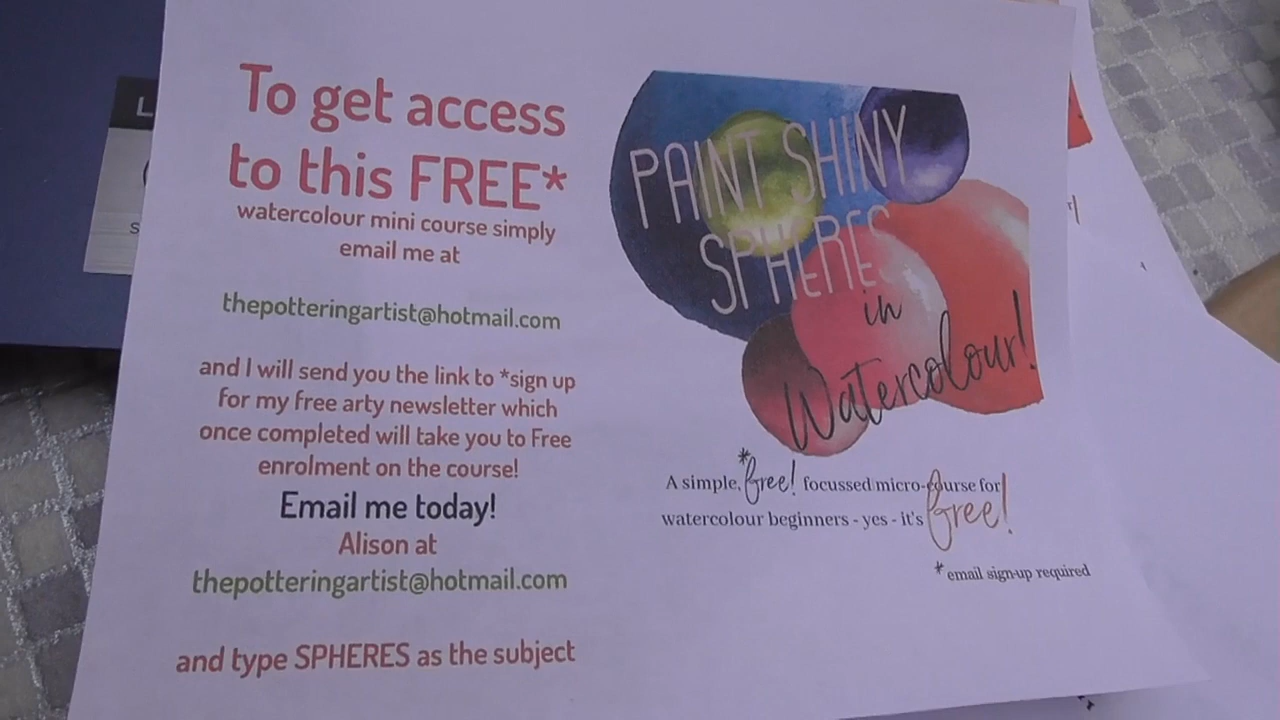 To get access
to this FREE*
watercolour mini course simply
email me at
thepotteringartist@hotmail.com
and I will send you the link to *sign up
for my free arty newsletter which
once completed will take you to Free
enrolment on the course!
Email me today!
Alison at
thepotteringartist@hotmail.com
and type SPHERES as the subject
PAINT SHINY
SPHERES
in
Watercolour!
A simple, *free! focussed micro-course for
watercolour beginners - yes - it's free!
* email sign-up required
L
S